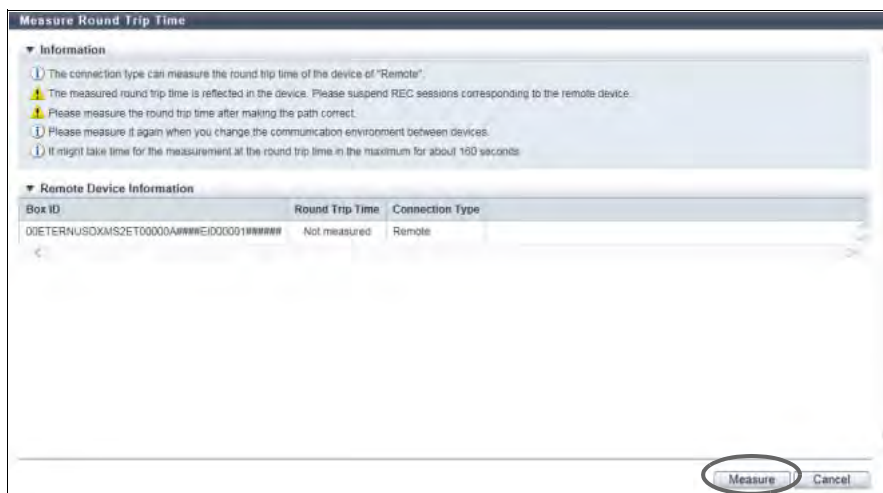 Measure Round Trip Time
Information
The connection type can measure the round trip time of the device of "Remote".
The measured round trip time is reflected in the device. Please suspend REC sessions corresponding to the remote device.
Please measure the round trip time after making the path correct.
Please measure it again when you change the communication environment between devices.
It might take time for the measurement at the round trip time in the maximum for about 160 seconds.
Remote Device Information
Box ID Round Trip Time Connection Type
00ETERNUSDXMS2ET00000A####EI000001###### Not measured Remote
Measure Cancel